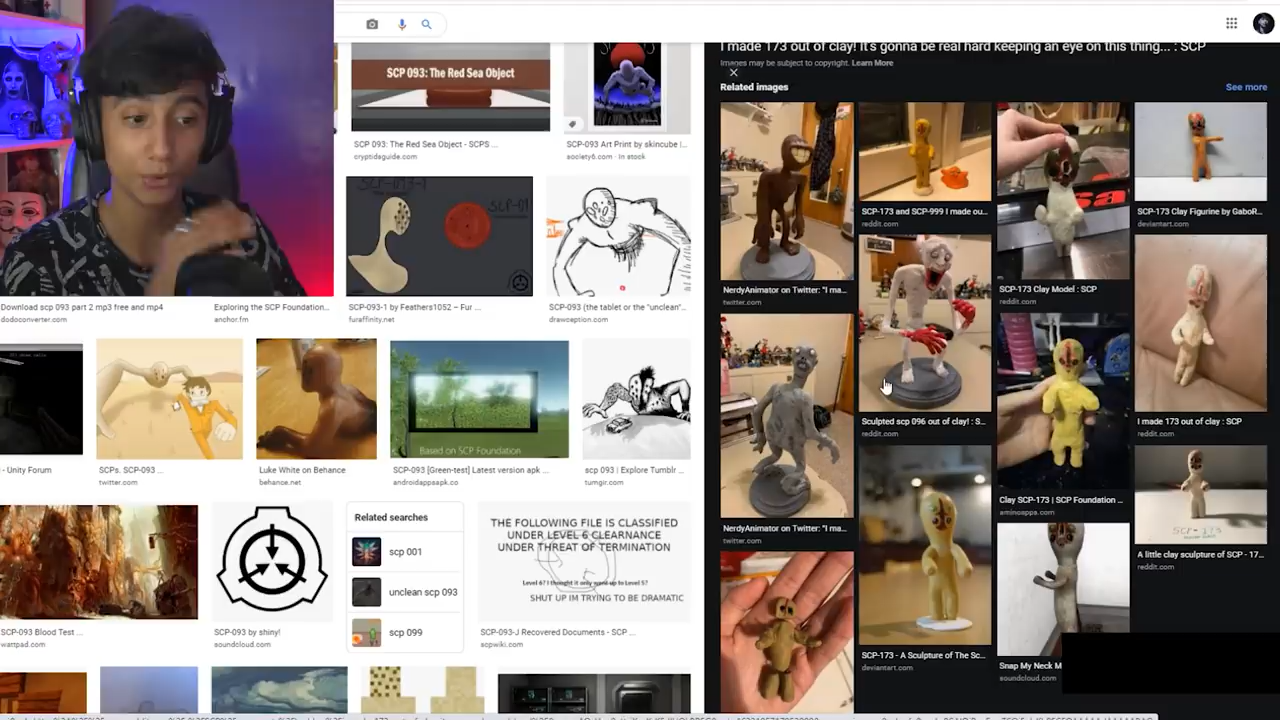 I made 173 out of clay! It's gonna be real hard keeping an eye on this thing... : SCP
Images may be subject to copyright. Learn More
Related images
See more
SCP 093: The Red Sea Object
SCP 093: The Red Sea Object - SCPS ...
cryptidsguide.com
SCP-093 Art Print by skincube |...
society6.com · In stock
Download scp 093 part 2 mp3 free and mp4
dodoconverter.com
Exploring the SCP Foundation...
anchor.fm
SCP-093-1 by Feathers1052 – Fur ...
furaffinity.net
SCP-093 (the tablet or the "unclean"...
drawception.com
- Unity Forum
SCPs. SCP-093 ...
twitter.com
Luke White on Behance
behance.net
Based on SCP Foundation
SCP-093 [Green-test] Latest version apk ...
androidappsapk.co
scp 093 | Explore Tumblr ...
tumgir.com
SCP-093 Blood Test ...
wattpad.com
SCP-093 by shiny!
soundcloud.com
Related searches
scp 001
unclean scp 093
scp 099
THE FOLLOWING FILE IS CLASSIFIED
UNDER LEVEL 6 CLEARNANCE
UNDER THREAT OF TERMINATION
Level 6? I thought it only went up to Level 5?
SHUT UP IM TRYING TO BE DRAMATIC
SCP-093-J Recovered Documents - SCP ...
scpwiki.com
NerdyAnimator on Twitter: "I ma...
twitter.com
SCP-173 and SCP-999 I made ou...
reddit.com
SCP-173 Clay Model : SCP
reddit.com
SCP-173 Clay Figurine by GaboR...
deviantart.com
NerdyAnimator on Twitter: "I ma...
twitter.com
Sculpted scp 096 out of clay! : S...
reddit.com
Clay SCP-173 | SCP Foundation ...
aminoapps.com
I made 173 out of clay : SCP
reddit.com
SCP-173 - A Sculpture of The Sc...
deviantart.com
SCP-173
A little clay sculpture of SCP - 17...
reddit.com
Snap My Neck M
soundcloud.com